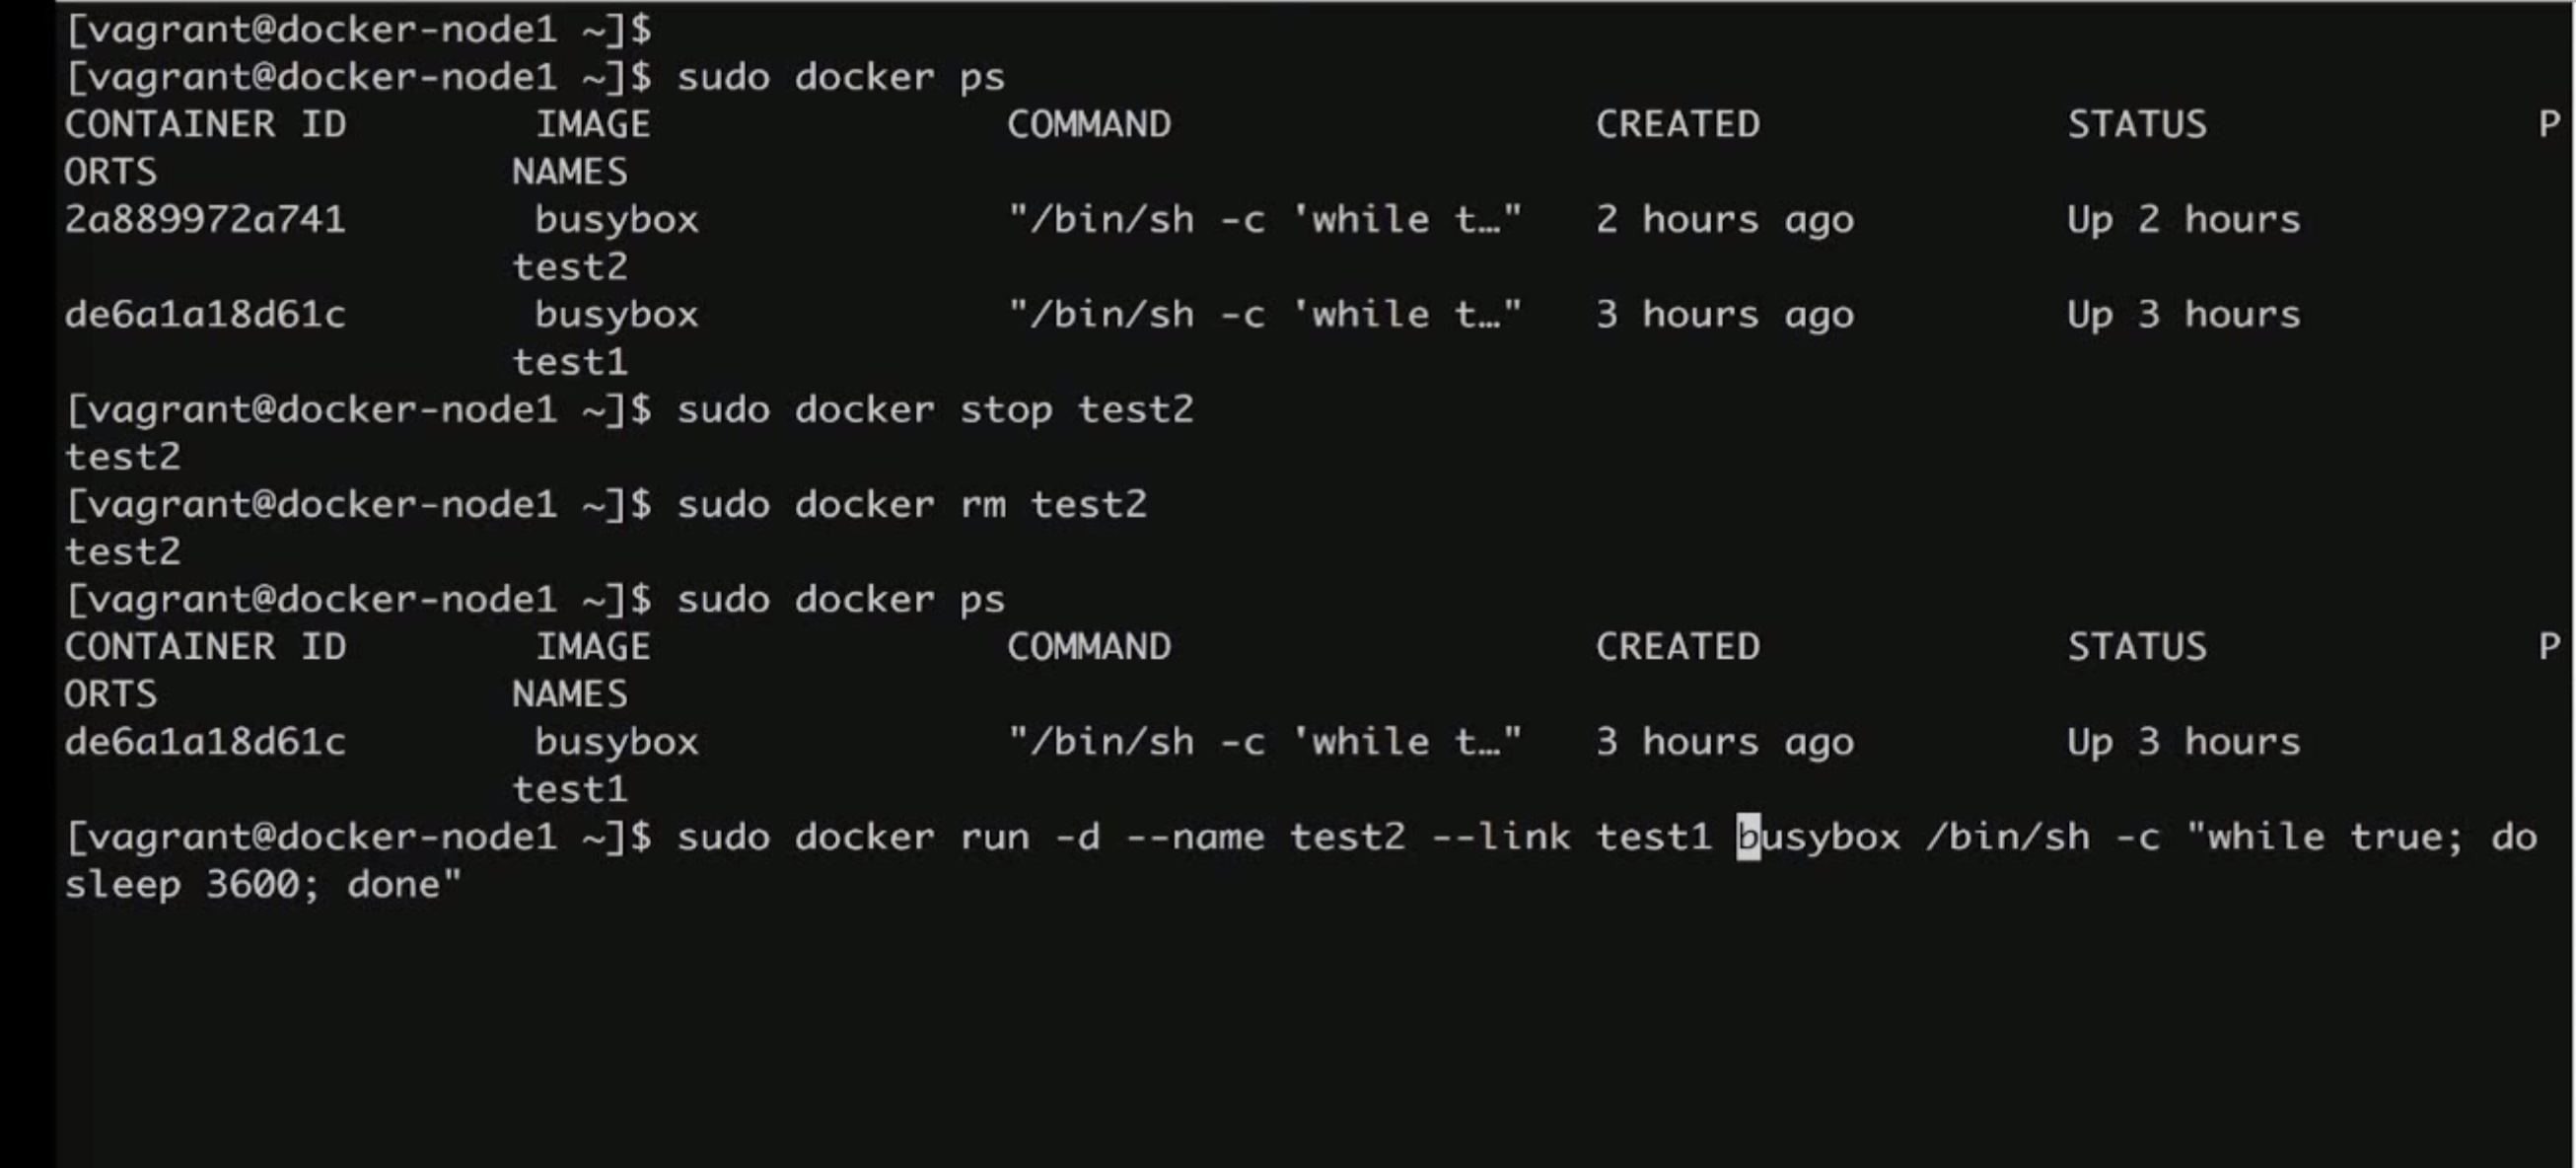 [vagrant@docker-node1 ~]$
[vagrant@docker-node1 ~]$ sudo docker ps
CONTAINER ID        IMAGE               COMMAND                  CREATED             STATUS              P
ORTS               NAMES
2a889972a741        busybox             "/bin/sh -c 'while t…"   2 hours ago         Up 2 hours
                   test2
de6a1a18d61c        busybox             "/bin/sh -c 'while t…"   3 hours ago         Up 3 hours
                   test1
[vagrant@docker-node1 ~]$ sudo docker stop test2
test2
[vagrant@docker-node1 ~]$ sudo docker rm test2
test2
[vagrant@docker-node1 ~]$ sudo docker ps
CONTAINER ID        IMAGE               COMMAND                  CREATED             STATUS              P
ORTS               NAMES
de6a1a18d61c        busybox             "/bin/sh -c 'while t…"   3 hours ago         Up 3 hours
                   test1
[vagrant@docker-node1 ~]$ sudo docker run -d --name test2 --link test1 busybox /bin/sh -c "while true; do
sleep 3600; done"